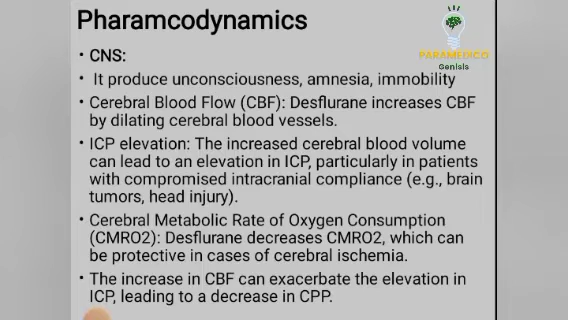 Pharamcodynamics
PARAMEDICO
Genisis
• CNS:
• It produce unconsciousness, amnesia, immobility
• Cerebral Blood Flow (CBF): Desflurane increases CBF
by dilating cerebral blood vessels.
• ICP elevation: The increased cerebral blood volume
can lead to an elevation in ICP, particularly in patients
with compromised intracranial compliance (e.g., brain
tumors, head injury).
• Cerebral Metabolic Rate of Oxygen Consumption
(CMRO2): Desflurane decreases CMRO2, which can
be protective in cases of cerebral ischemia.
• The increase in CBF can exacerbate the elevation in
ICP, leading to a decrease in CPP.